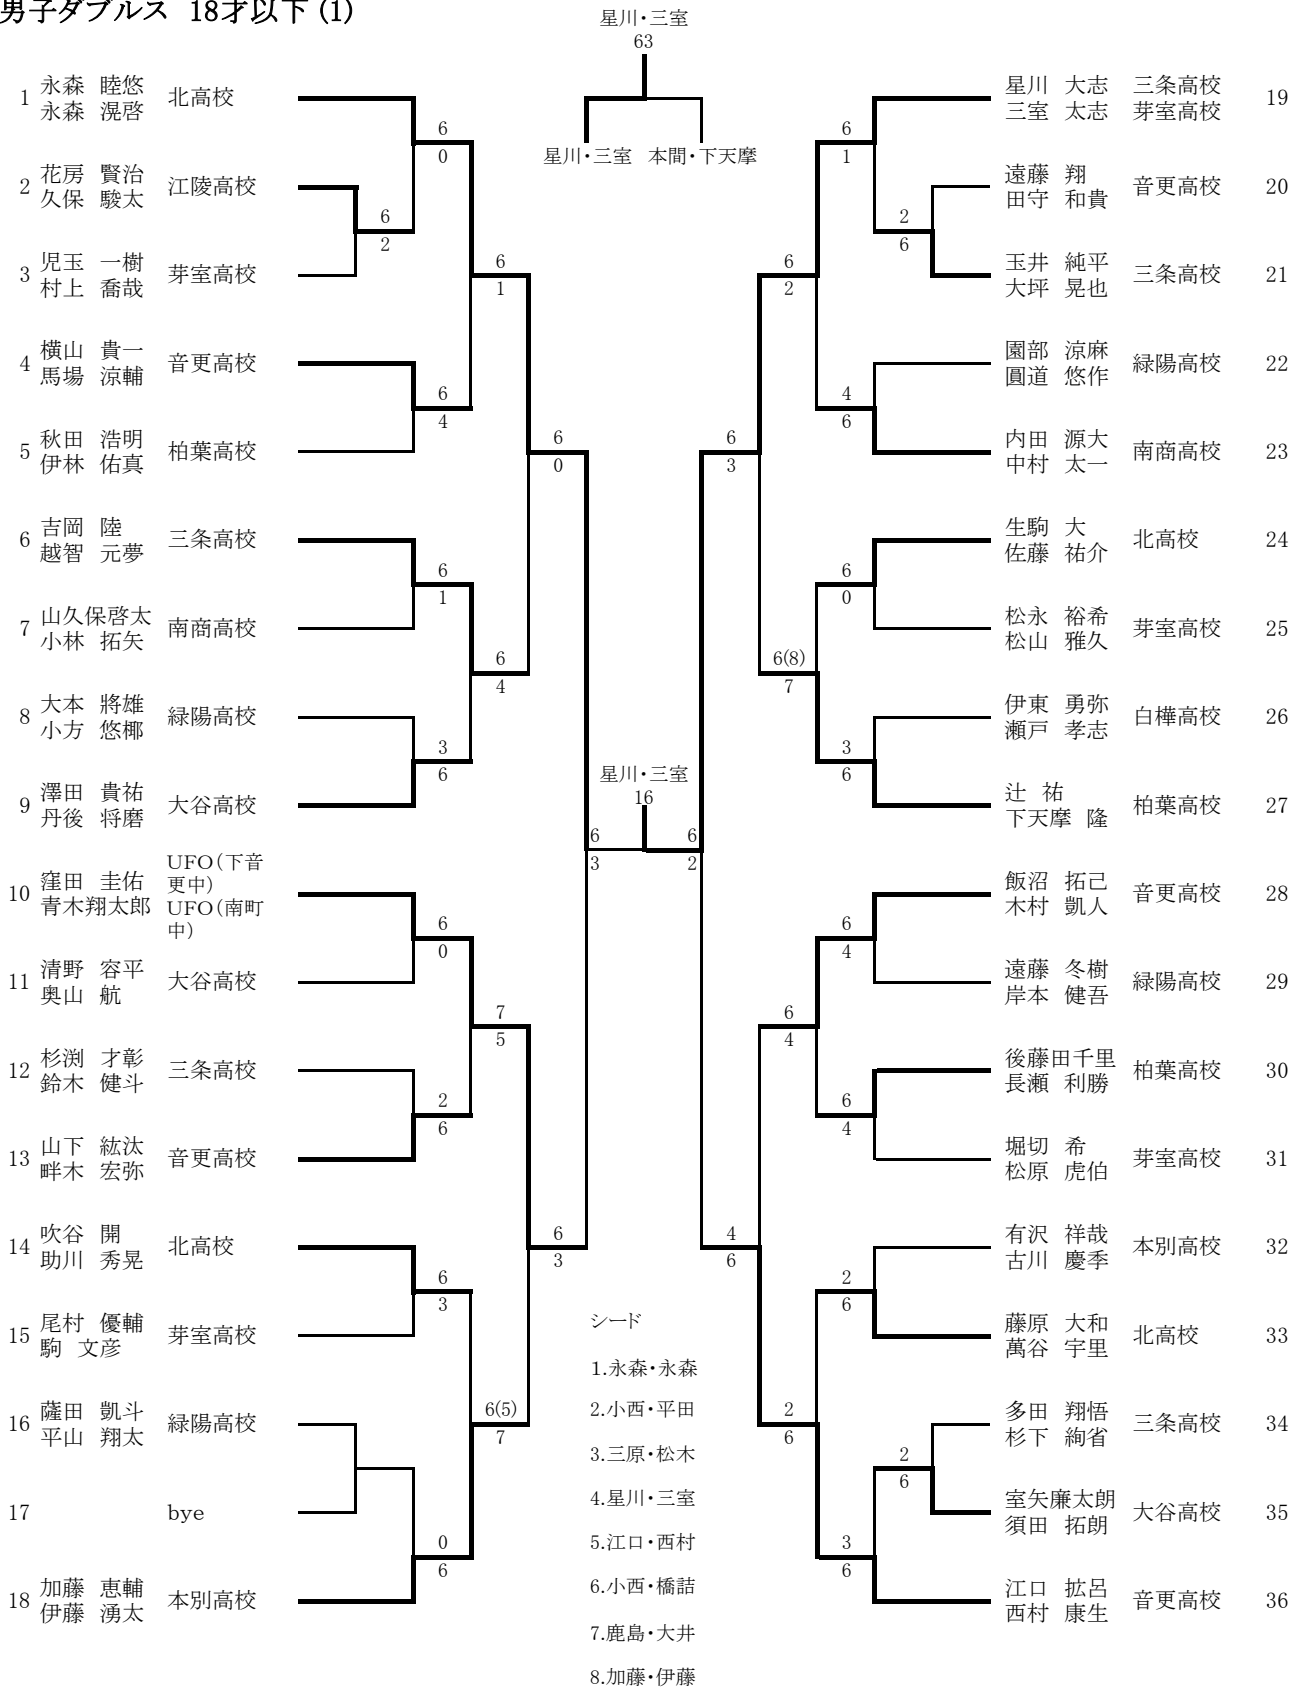 男子ダブルス 18才以下 (1)
星川・三室
63
星川・三室 本間・下天摩
1 永森 睦悠 北高校
永森 滉啓
6
0
2 花房 賢治 江陵高校
久保 駿太
6
2
3 児玉 一樹 芽室高校
村上 喬哉
6
1
4 横山 貴一 音更高校
馬場 涼輔
6
4
5 秋田 浩明 柏葉高校
伊林 佑真
6
0
6 吉岡 陸 三条高校
越智 元夢
6
1
7 山久保啓太 南商高校
小林 拓矢
6
4
8 大本 將雄 緑陽高校
小方 悠梛
3
6
9 澤田 貴祐 大谷高校
丹後 将磨
星川・三室
16
6
3
6
2
10 窪田 圭佑 UFO(下音
更中)
青木翔太郎 UFO(南町
中)
6
0
11 清野 容平 大谷高校
奥山 航
7
5
12 杉渕 才彰 三条高校
鈴木 健斗
2
6
13 山下 紘汰 音更高校
畔木 宏弥
6
3
14 吹谷 開 北高校
助川 秀晃
6
3
15 尾村 優輔 芽室高校
駒 文彦
6(5)
7
16 薩田 凱斗 緑陽高校
平山 翔太
17 bye
0
6
18 加藤 恵輔 本別高校
伊藤 湧太
シード
1.永森・永森
2.小西・平田
3.三原・松木
4.星川・三室
5.江口・西村
6.小西・橋詰
7.鹿島・大井
8.加藤・伊藤
星川 大志 三条高校 19
三室 太志 芽室高校
6
1
遠藤 翔 音更高校 20
田守 和貴
2
6
玉井 純平 三条高校 21
大坪 晃也
6
2
園部 涼麻 緑陽高校 22
圓道 悠作
4
6
内田 源大 南商高校 23
中村 太一
6
3
生駒 大 北高校 24
佐藤 祐介
6
0
松永 裕希 芽室高校 25
松山 雅久
6(8)
7
伊東 勇弥 白樺高校 26
瀬戸 孝志
3
6
辻 祐 柏葉高校 27
下天摩 隆
飯沼 拓己 音更高校 28
木村 凱人
6
4
遠藤 冬樹 緑陽高校 29
岸本 健吾
6
4
後藤田千里 柏葉高校 30
長瀬 利勝
6
4
堀切 希 芽室高校 31
松原 虎伯
4
6
有沢 祥哉 本別高校 32
古川 慶季
2
6
藤原 大和 北高校 33
萬谷 宇里
2
6
多田 翔悟 三条高校 34
杉下 絢省
2
6
室矢廉太朗 大谷高校 35
須田 拓朗
3
6
江口 拡呂 音更高校 36
西村 康生